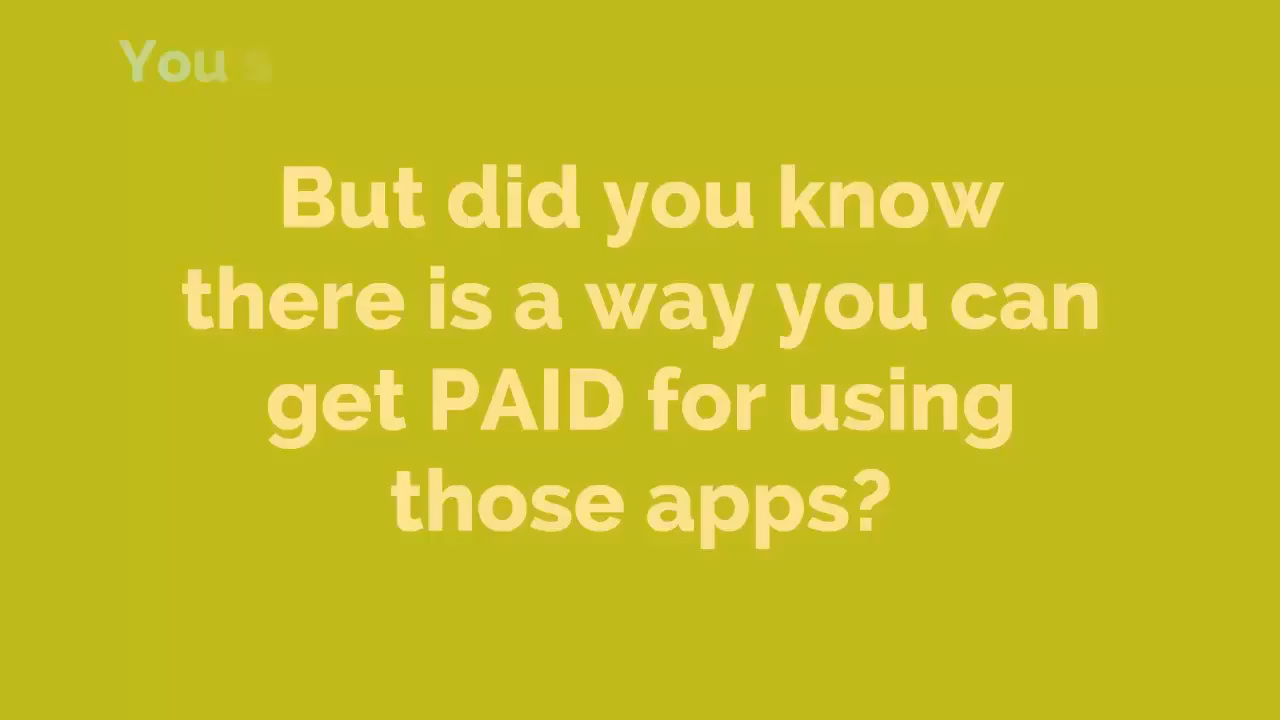 You
But did you know
there is a way you can
get PAID for using
those apps?